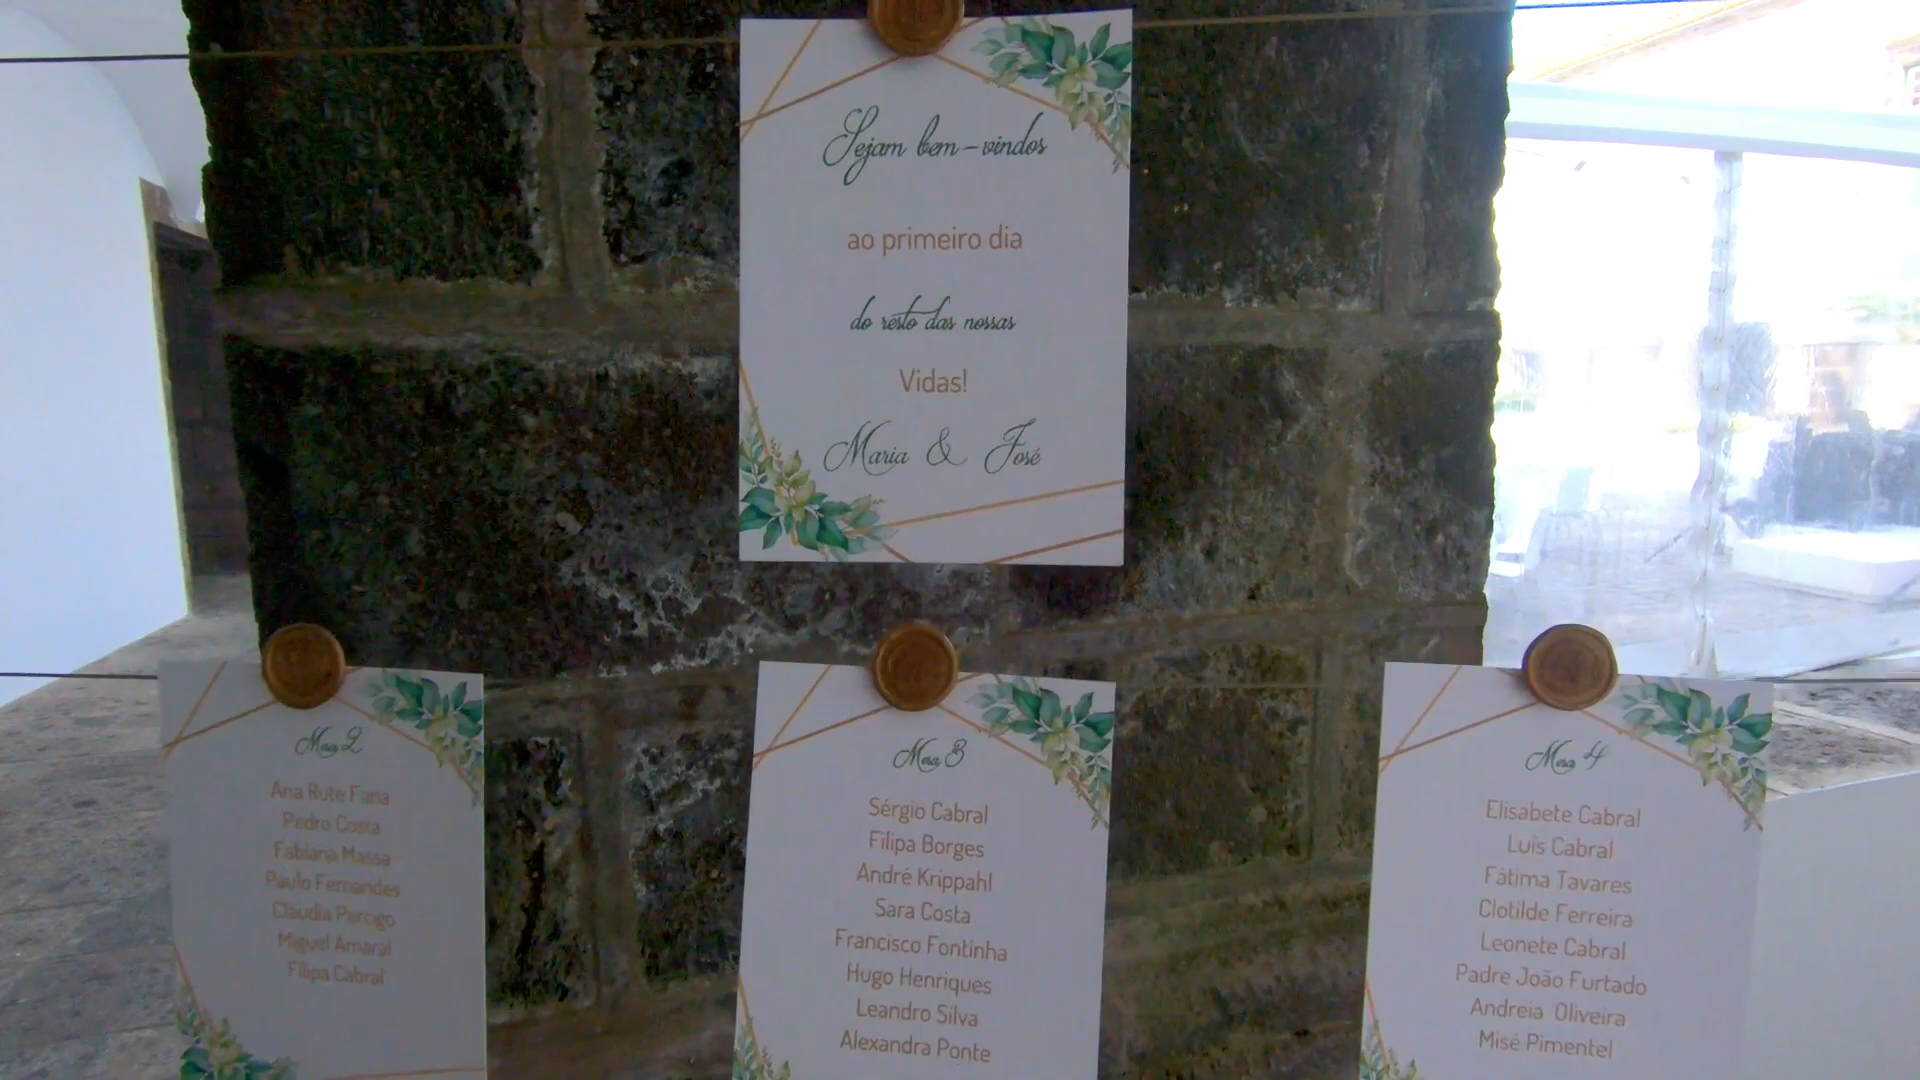 Sejam bem-vindos
ao primeiro dia
do resto das nossas
Vidas!
Maria & José
Mesa 2
Ana Rute Faria
Pedro Costa
Fabiana Massa
Paulo Fernandes
Cláudia Perogo
Miguel Amaral
Filipa Cabral
Mesa 3
Sérgio Cabral
Filipa Borges
André Krippahl
Sara Costa
Francisco Fontinha
Hugo Henriques
Leandro Silva
Alexandra Ponte
Mesa 4
Elisabete Cabral
Luís Cabral
Fátima Tavares
Clotilde Ferreira
Leonete Cabral
Padre João Furtado
Andreia Oliveira
Misé Pimentel